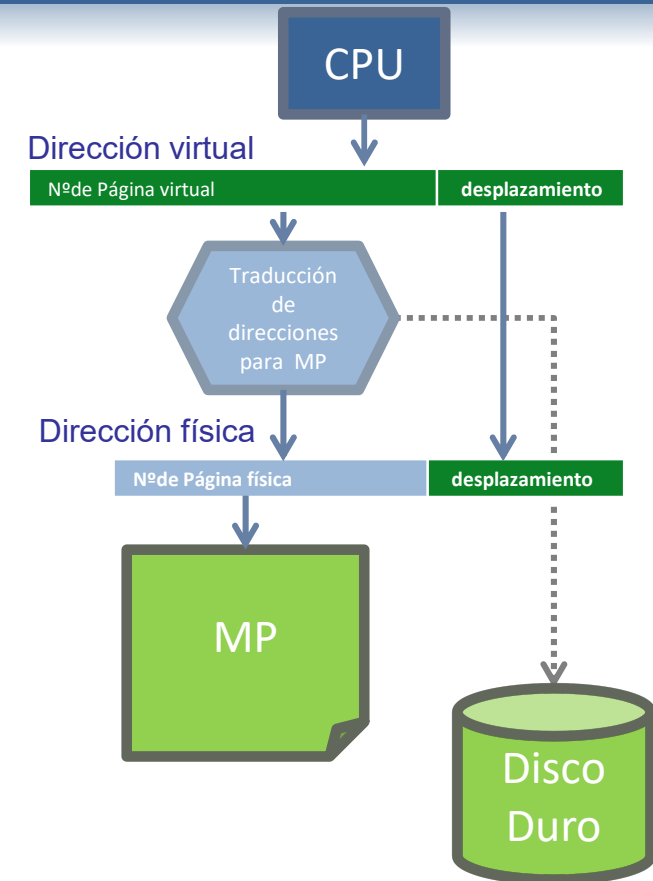 CPU
Dirección virtual
Nºde Página virtual
desplazamiento
Traducción
de
direcciones
para MP
Dirección física
Nºde Página física
desplazamiento
MP
Disco
Duro